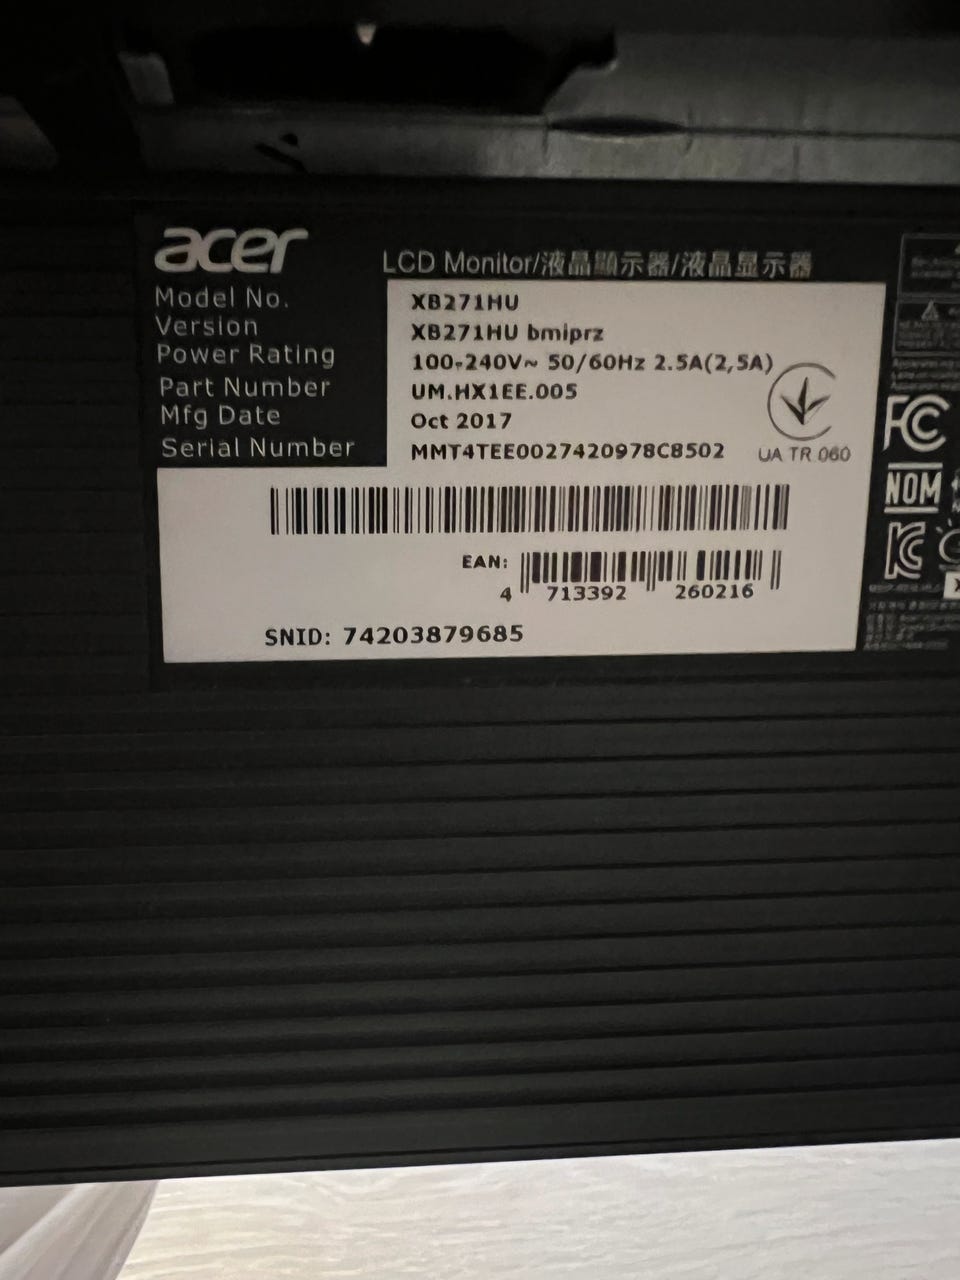 acer
LCD Monitor/液晶顯示器/液晶显示器
Model No. XB271HU
Version XB271HU bmiprz
Power Rating 100-240V~ 50/60Hz 2.5A(2,5A)
Part Number UM.HX1EE.005
Mfg Date Oct 2017
Serial Number MMT4TEE0027420978C8502
UA TR 060
EAN:
4 713392 260216
SNID: 74203879685
FC
NOM